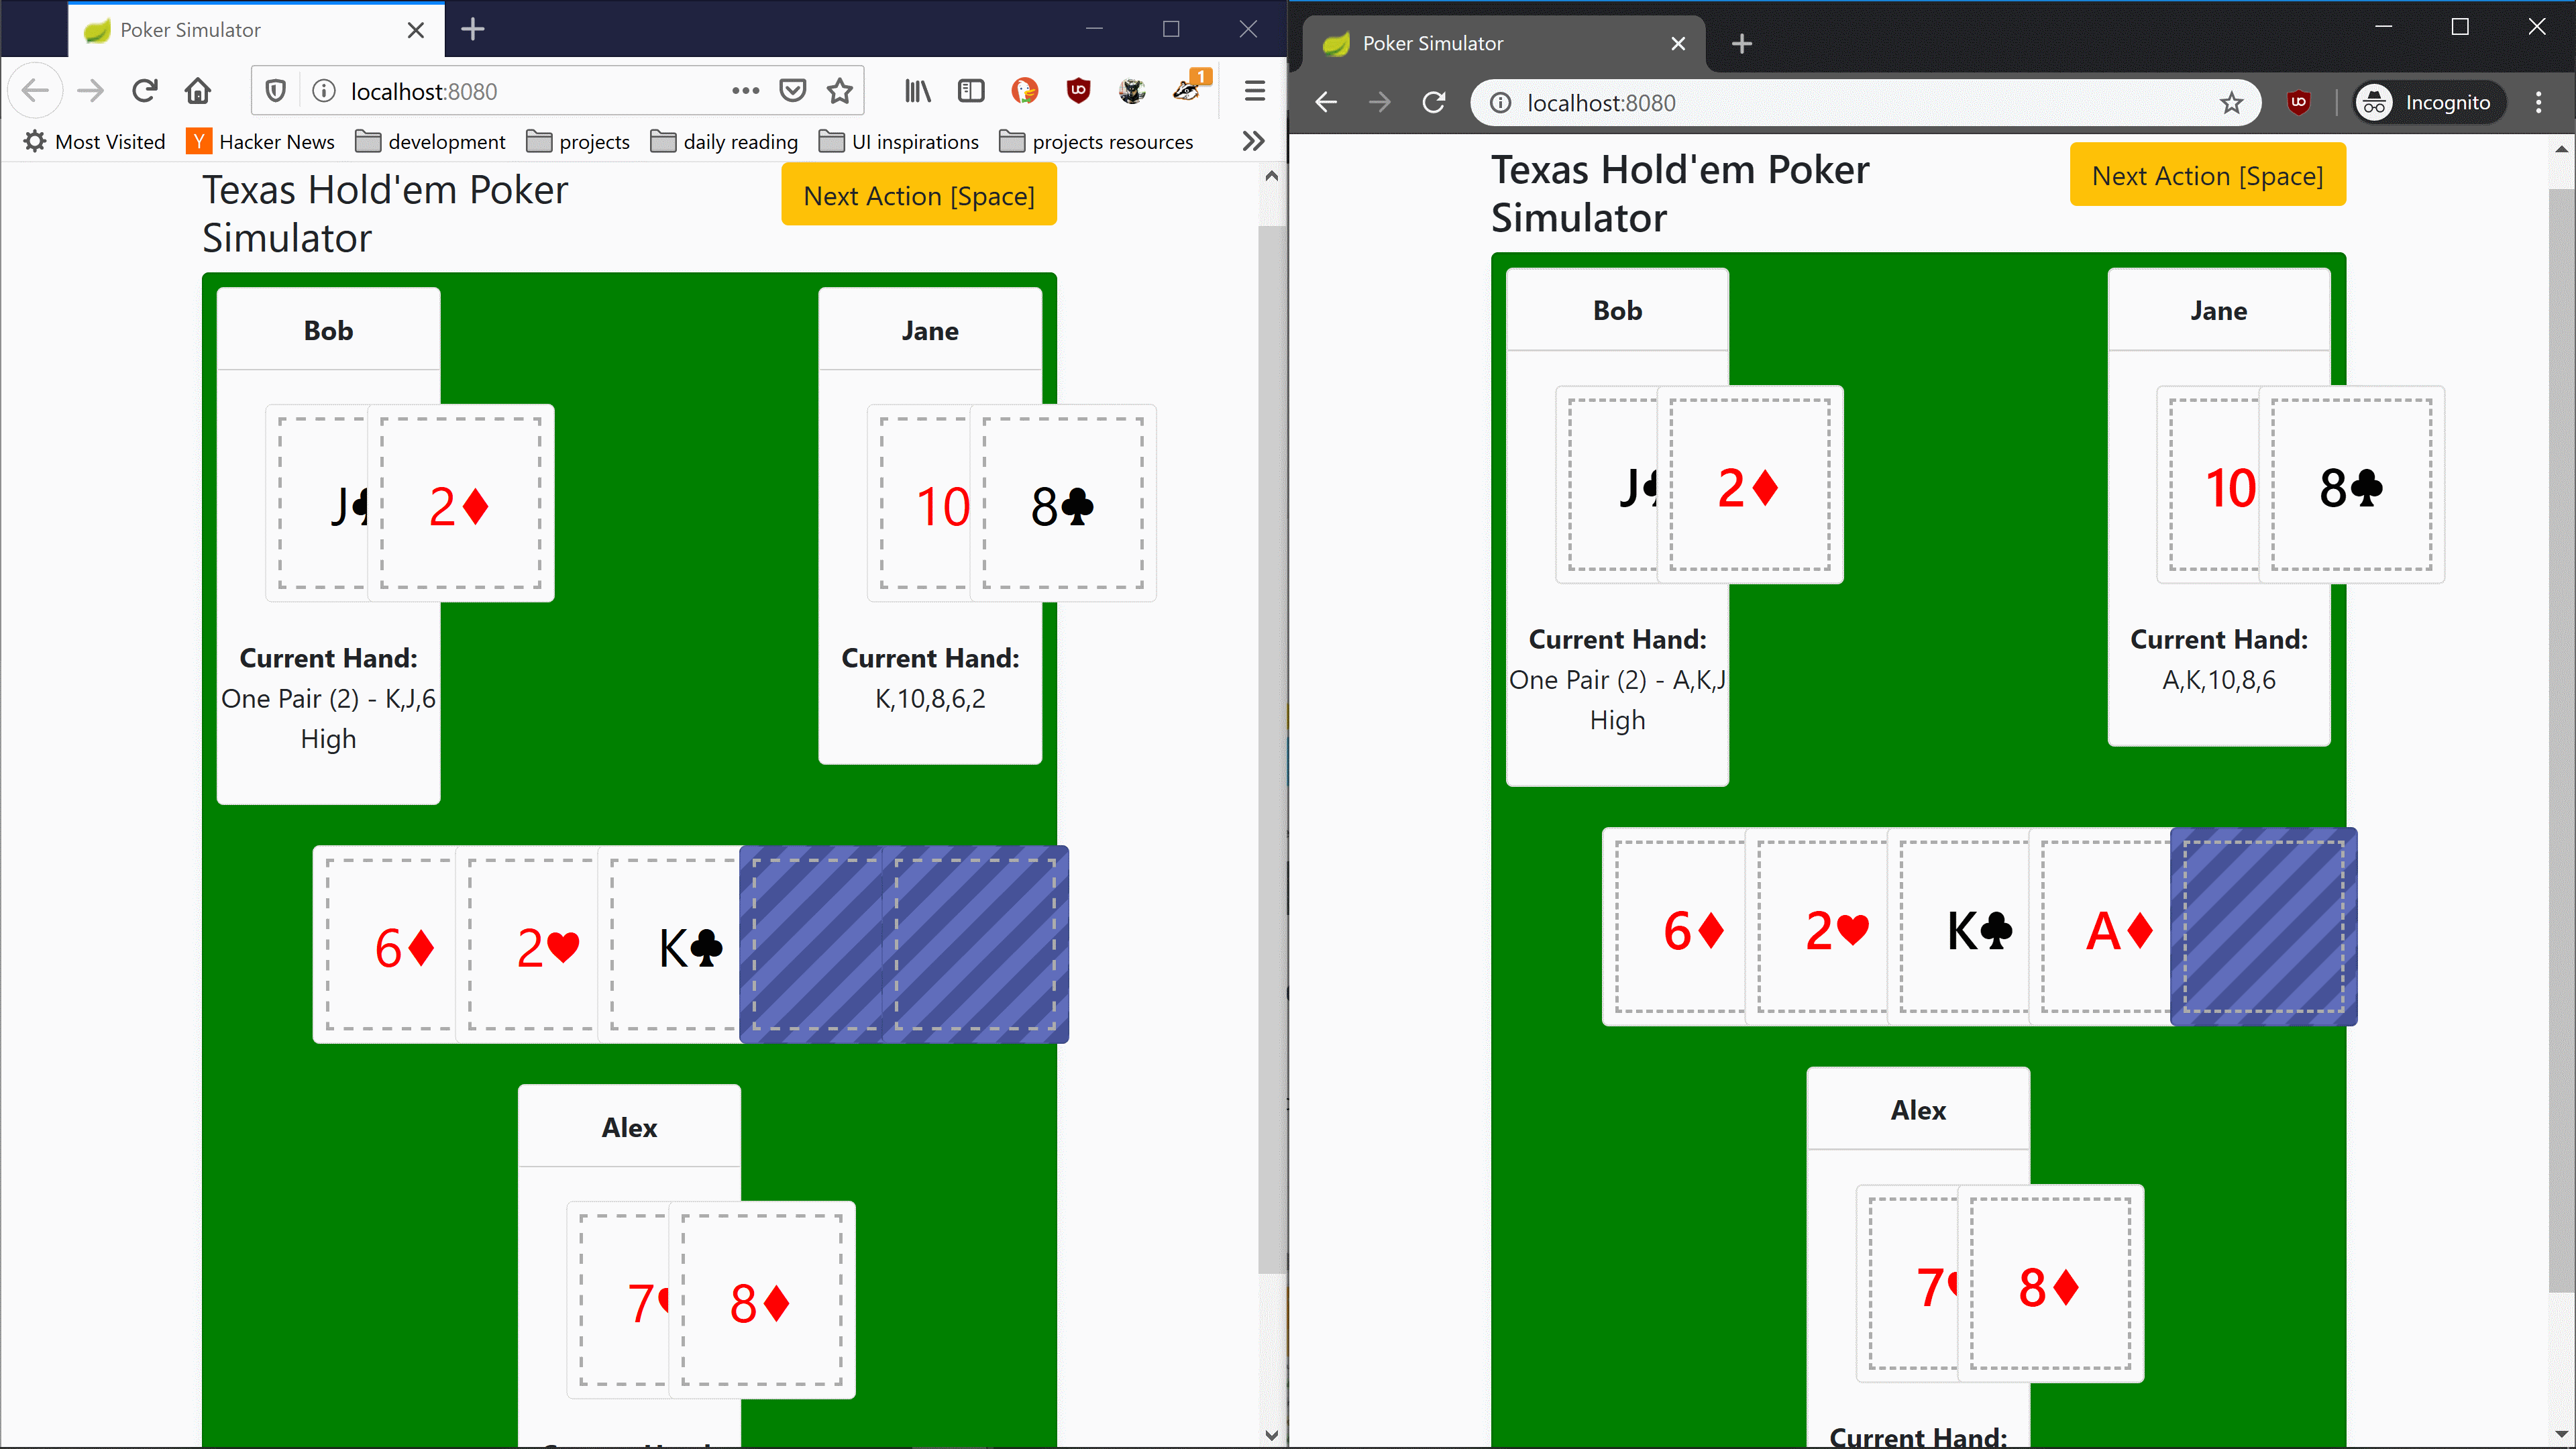 Poker Simulator
localhost:8080
1
Most Visited
Hacker News
development
projects
daily reading
UI inspirations
projects resources
Texas Hold'em Poker
Simulator
Next Action [Space]
Bob
J♣
2♦
Current Hand:
One Pair (2) - K,J,6
High
Jane
10
8♣
Current Hand:
K,10,8,6,2
6♦
2♥
K♣
Alex
7♥
8♦
Poker Simulator
localhost:8080
Incognito
Texas Hold'em Poker
Simulator
Next Action [Space]
Bob
J
2♦
Current Hand:
One Pair (2) - A,K,J
High
Jane
10
8♣
Current Hand:
A,K,10,8,6
6♦
2♥
K♣
A♦
Alex
7♥
8♦
Current Hand: